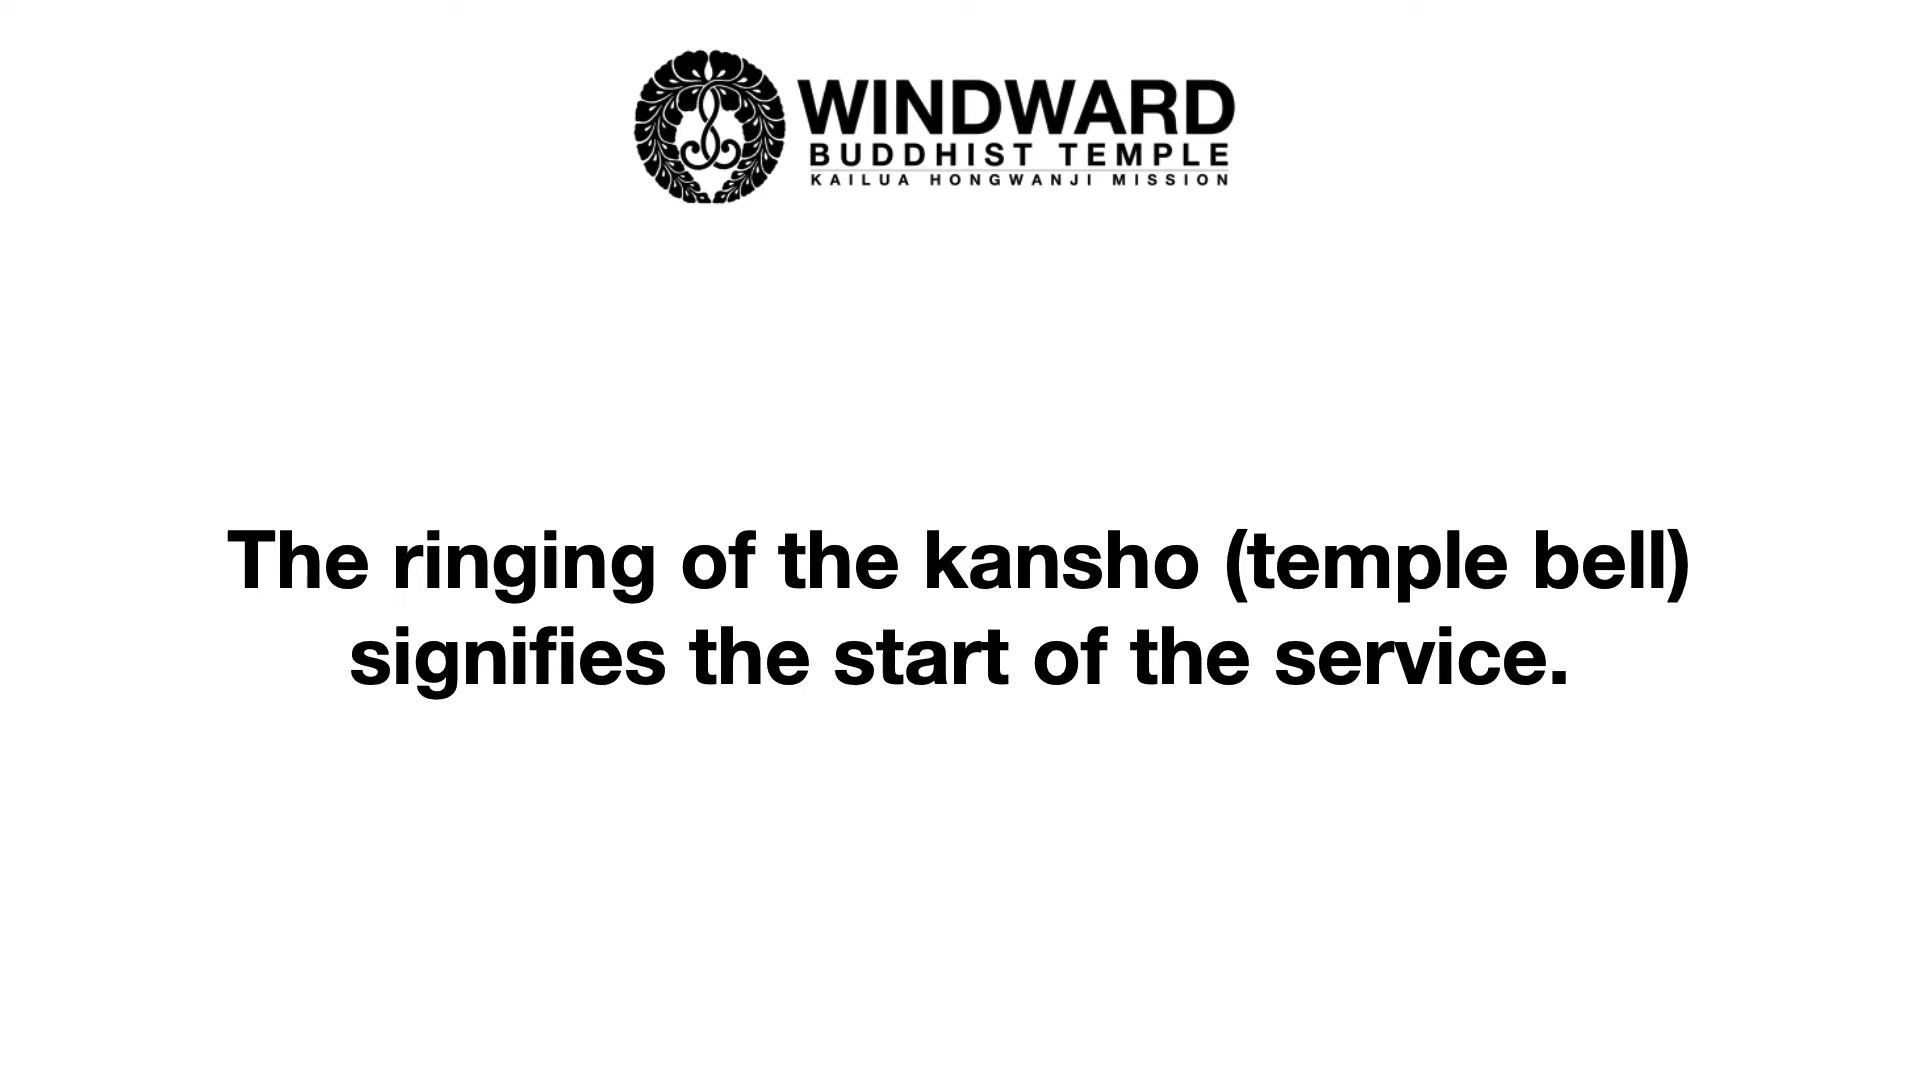 WINDWARD
BUDDHIST TEMPLE
KAILUA HONGWANJI MISSION
The ringing of the kansho (temple bell)
signifies the start of the service.